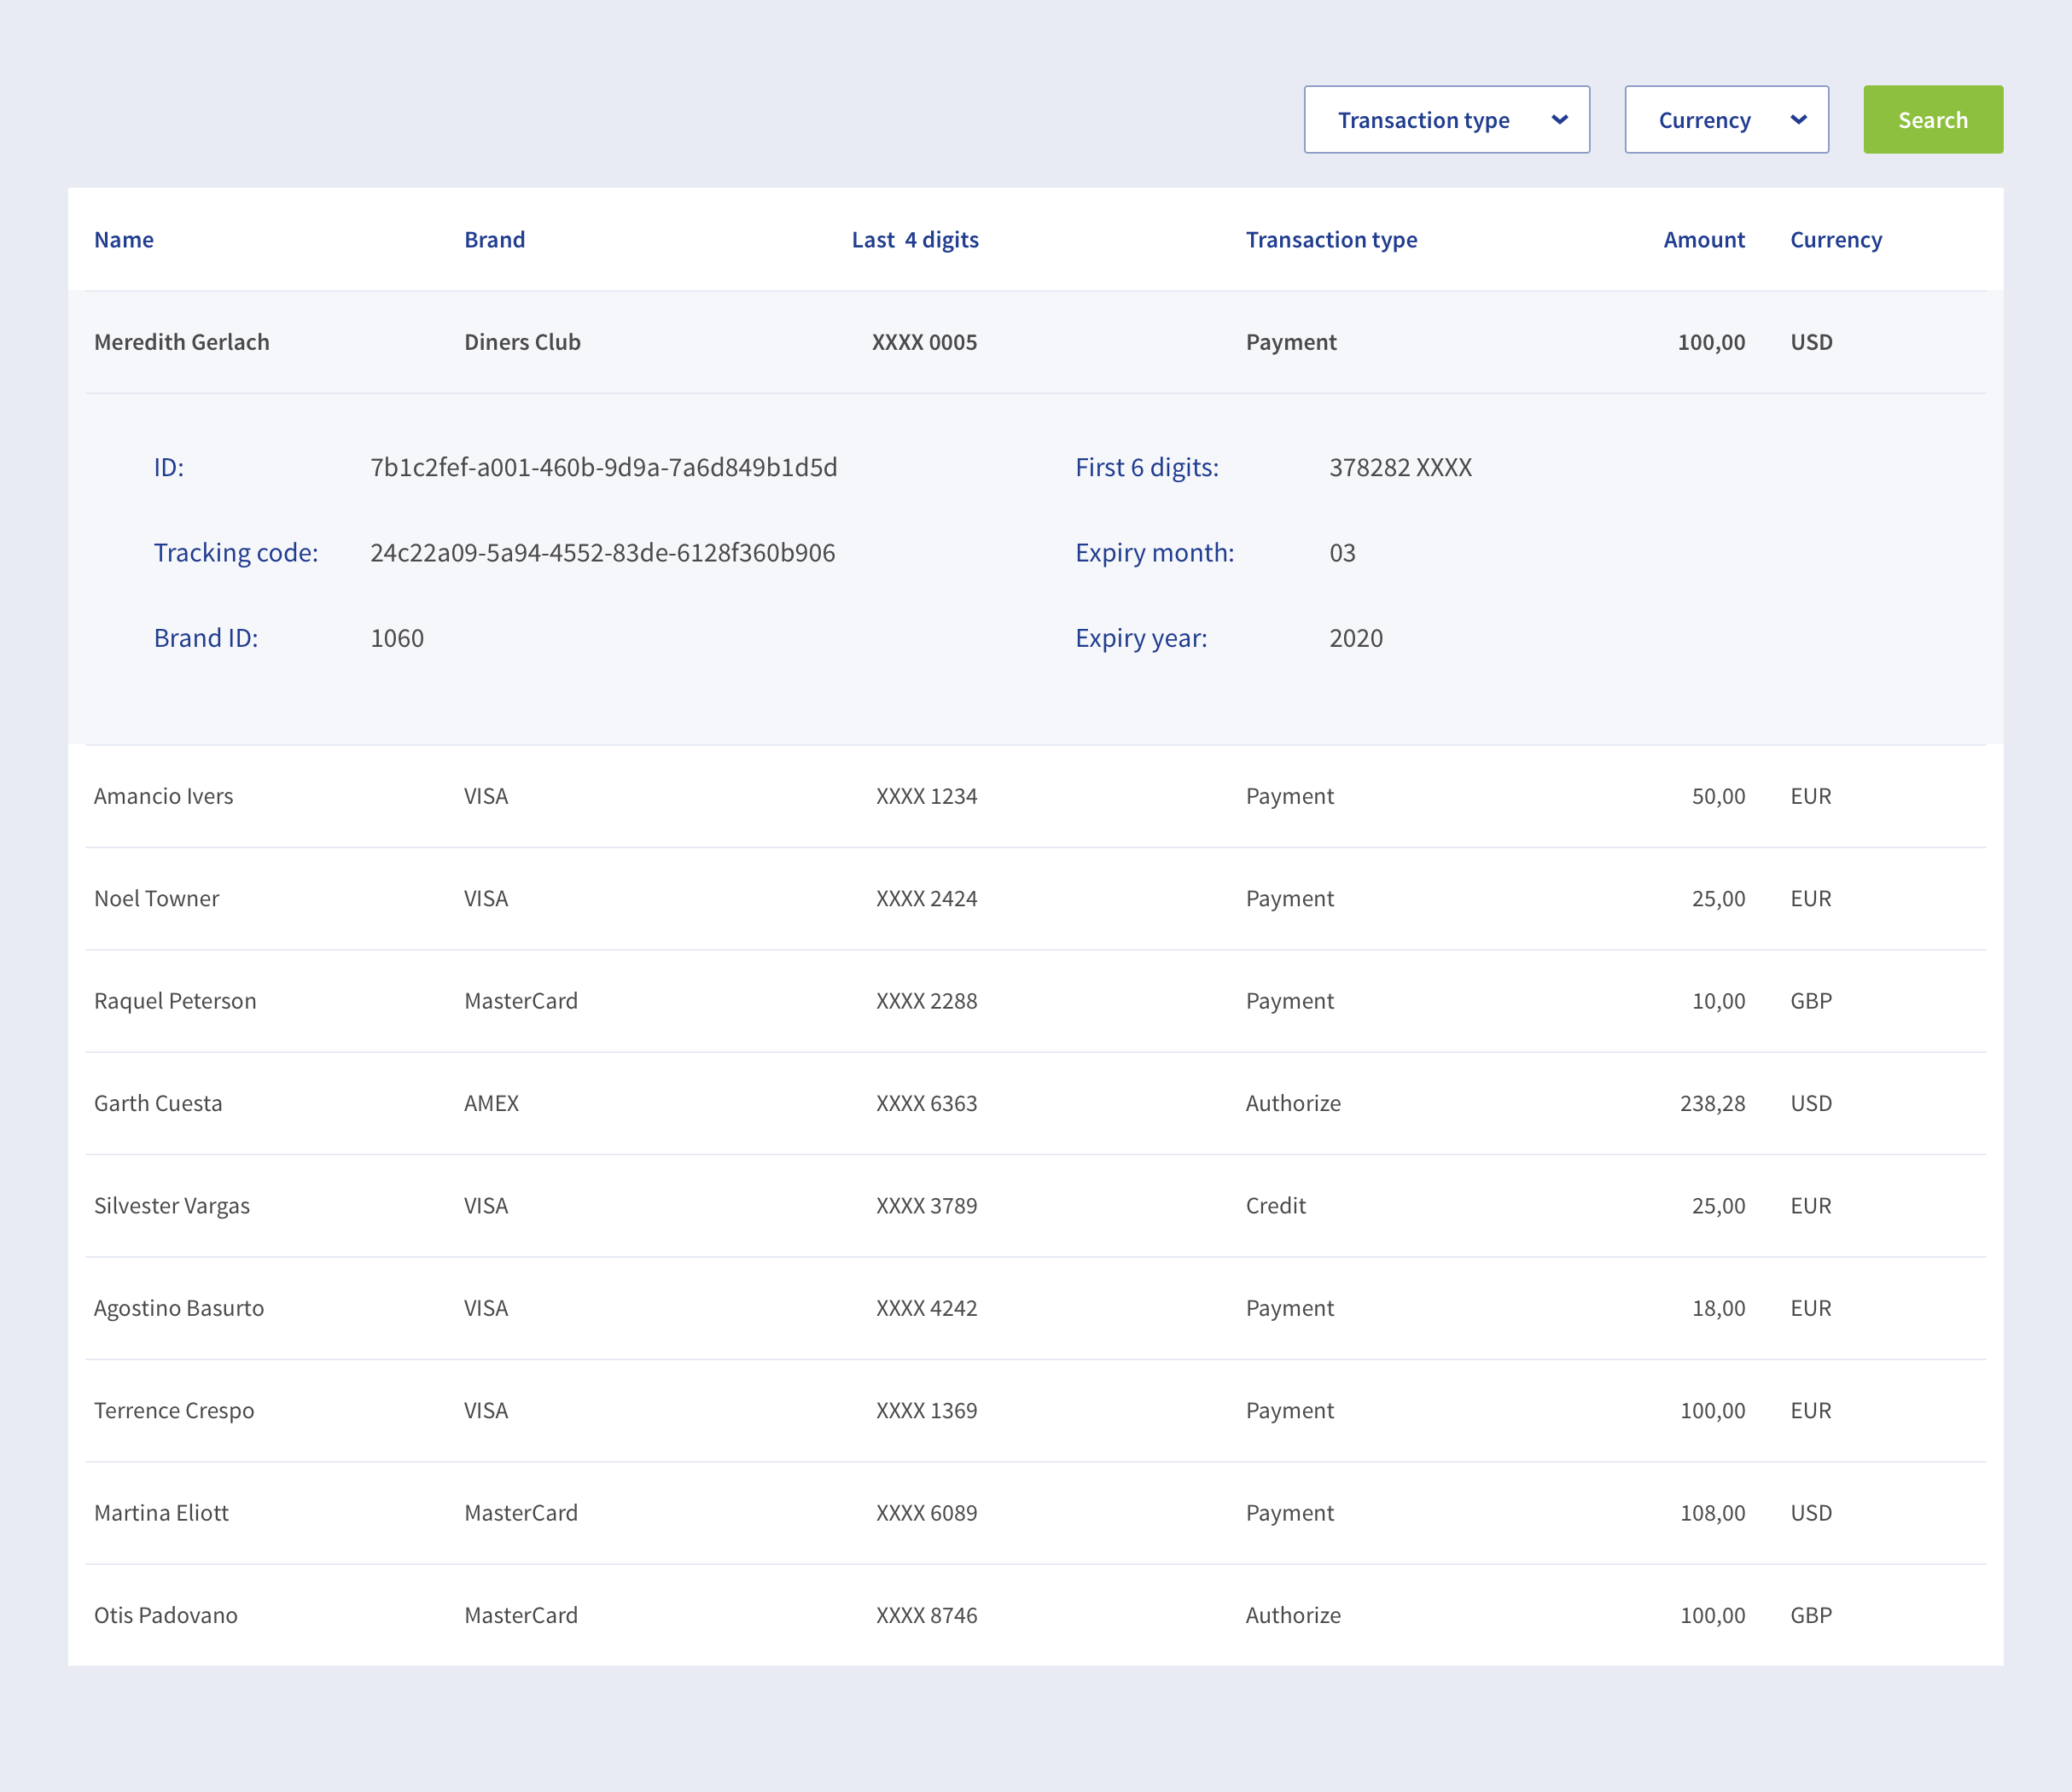 Transaction type Currency Search
Name Brand Last 4 digits Transaction type Amount Currency
Meredith Gerlach Diners Club XXXX 0005 Payment 100,00 USD
ID: 7b1c2fef-a001-460b-9d9a-7a6d849b1d5d First 6 digits: 378282 XXXX
Tracking code: 24c22a09-5a94-4552-83de-6128f360b906 Expiry month: 03
Brand ID: 1060 Expiry year: 2020
Amancio Ivers VISA XXXX 1234 Payment 50,00 EUR
Noel Towner VISA XXXX 2424 Payment 25,00 EUR
Raquel Peterson MasterCard XXXX 2288 Payment 10,00 GBP
Garth Cuesta AMEX XXXX 6363 Authorize 238,28 USD
Silvester Vargas VISA XXXX 3789 Credit 25,00 EUR
Agostino Basurto VISA XXXX 4242 Payment 18,00 EUR
Terrence Crespo VISA XXXX 1369 Payment 100,00 EUR
Martina Eliott MasterCard XXXX 6089 Payment 108,00 USD
Otis Padovano MasterCard XXXX 8746 Authorize 100,00 GBP